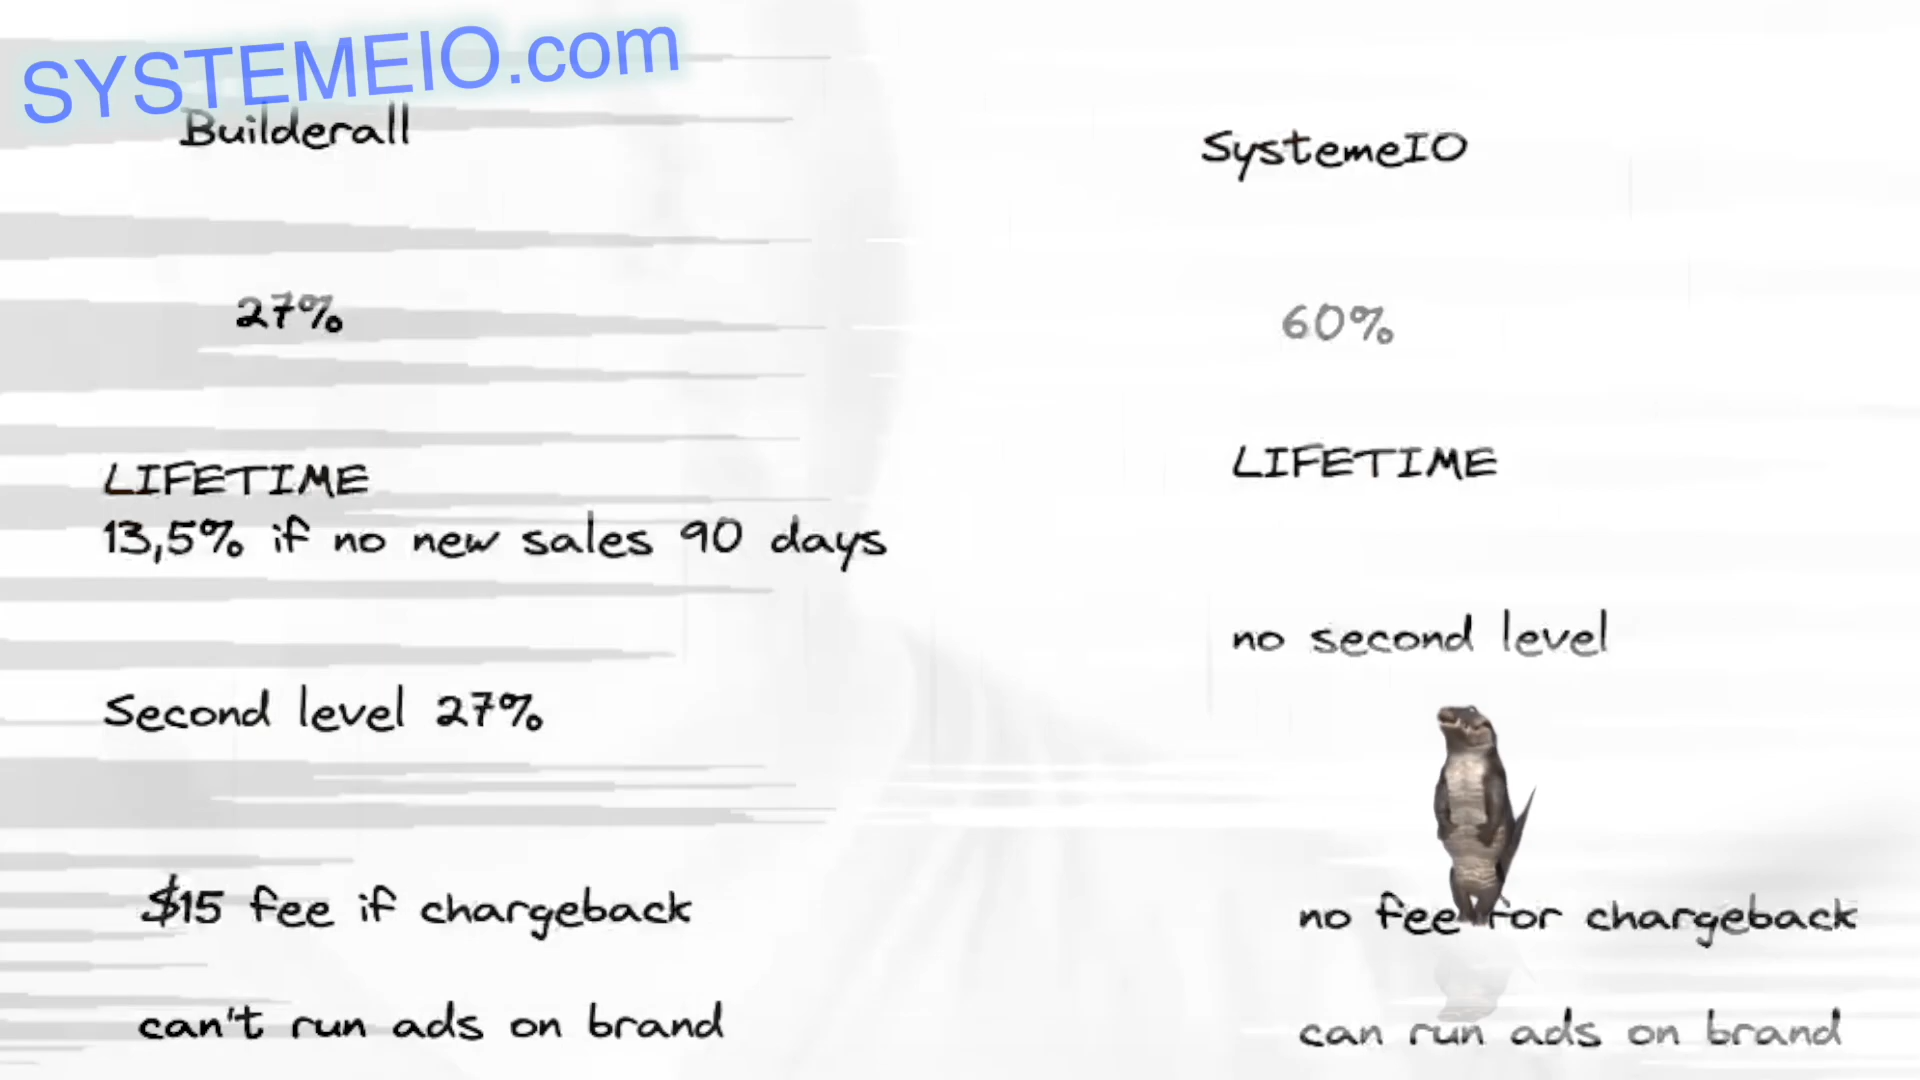 SYSTEMEIO.com
Builderall
SystemeIO
27%
60%
LIFETIME
13,5% if no new sales 90 days
LIFETIME
no second level
Second level 27%
$15 fee if chargeback
no fee for chargeback
can't run ads on brand
can run ads on brand